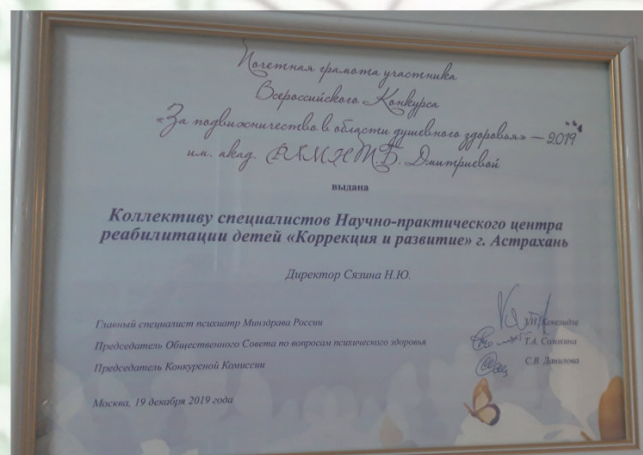 Почетная грамота участника
Всероссийского Конкурса
«За подвижничество в области душевного здоровья» — 2019
им. акад. РАМН Т.Б. Дмитриевой
выдана
Коллективу специалистов Научно-практического центра
реабилитации детей «Коррекция и развитие» г. Астрахань
Директор Сязина Н.Ю.
Главный специалист психиатр Минздрава России
Председатель Общественного Совета по вопросам психического здоровья Т.А.
Председатель Конкурсной Комиссии С.В. Данилова
Москва, 19 декабря 2019 года